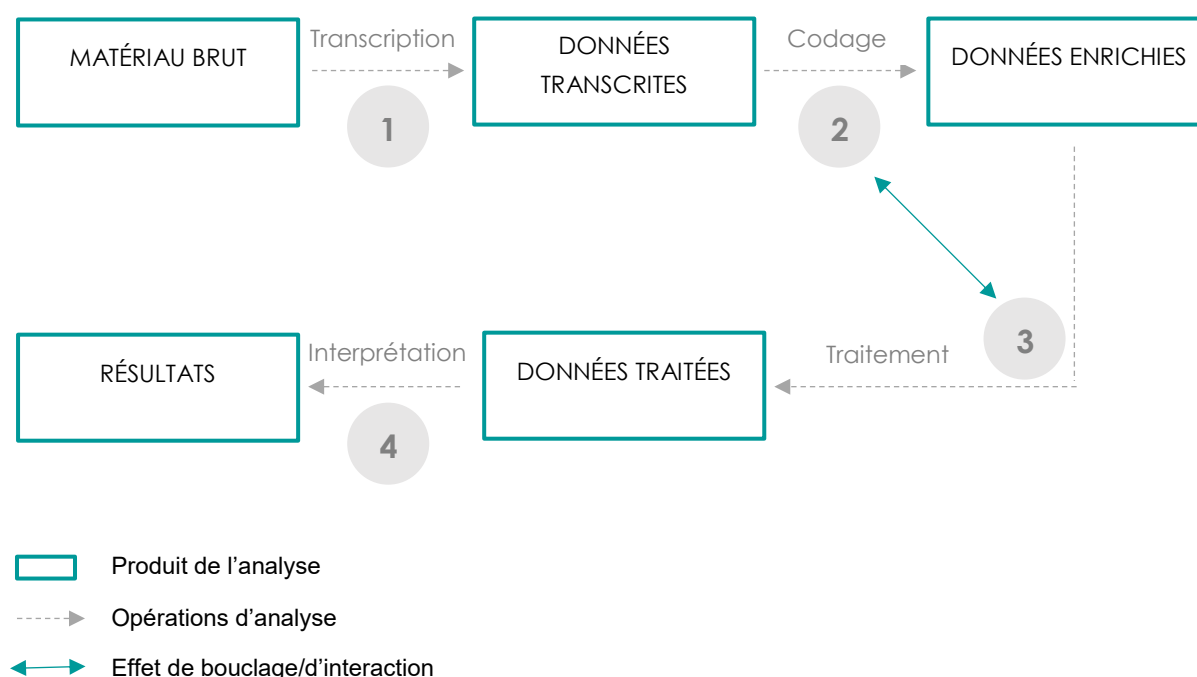 MATÉRIAU BRUT
Transcription
DONNÉES
TRANSCRITES
Codage
DONNÉES ENRICHIES
1
2
RÉSULTATS
Interprétation
DONNÉES TRAITÉES
Traitement
3
4
Produit de l'analyse
Opérations d'analyse
Effet de bouclage/d'interaction